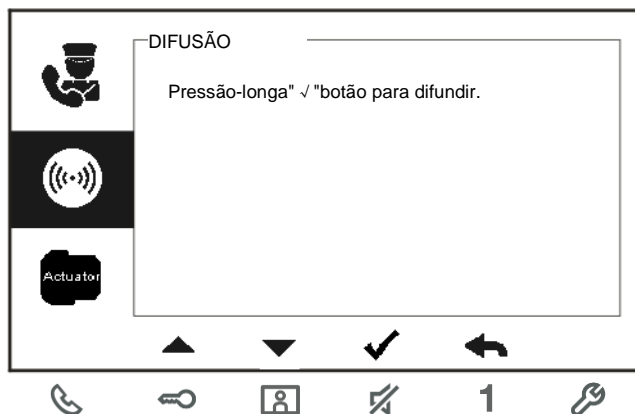 DIFUSÃO
Pressão-longa" √ "botão para difundir.
Actuator
1